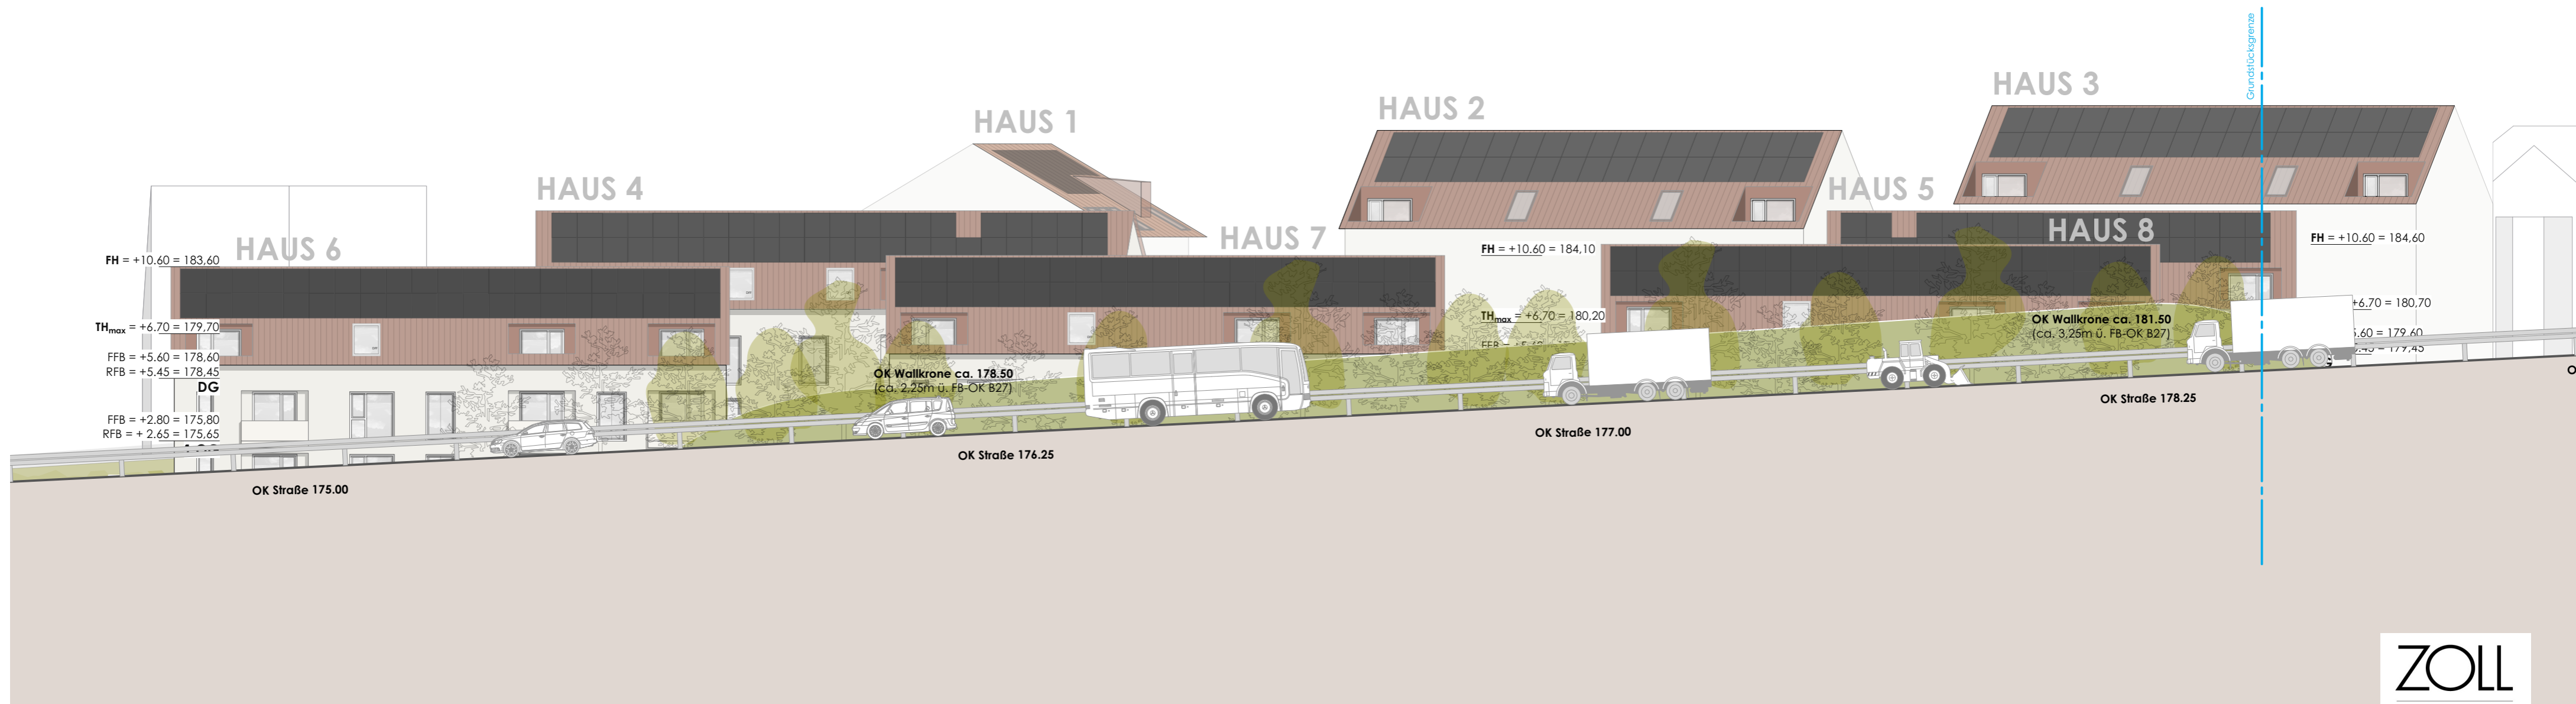 Grundstücksgrenze
HAUS 3
HAUS 2
HAUS 1
HAUS 4
HAUS 5
HAUS 8
HAUS 7
HAUS 6
FH = +10.60 = 183,60
THmax = +6.70 = 179,70
FFB = +5.60 = 178,60
RFB = +5.45 = 178,45
DG
FFB = +2.80 = 175,80
RFB = + 2.65 = 175,65
FH = +10.60 = 184,10
THmax = +6.70 = 180,20
FH = +10.60 = 184,60
+6.70 = 180,70
.60 = 179,60
= 179,45
OK Wallkrone ca. 178.50
(ca. 2,25m ü. FB-OK B27)
OK Wallkrone ca. 181.50
(ca. 3,25m ü. FB-OK B27)
OK Straße 178.25
OK Straße 177.00
OK Straße 176.25
OK Straße 175.00
ZOLL